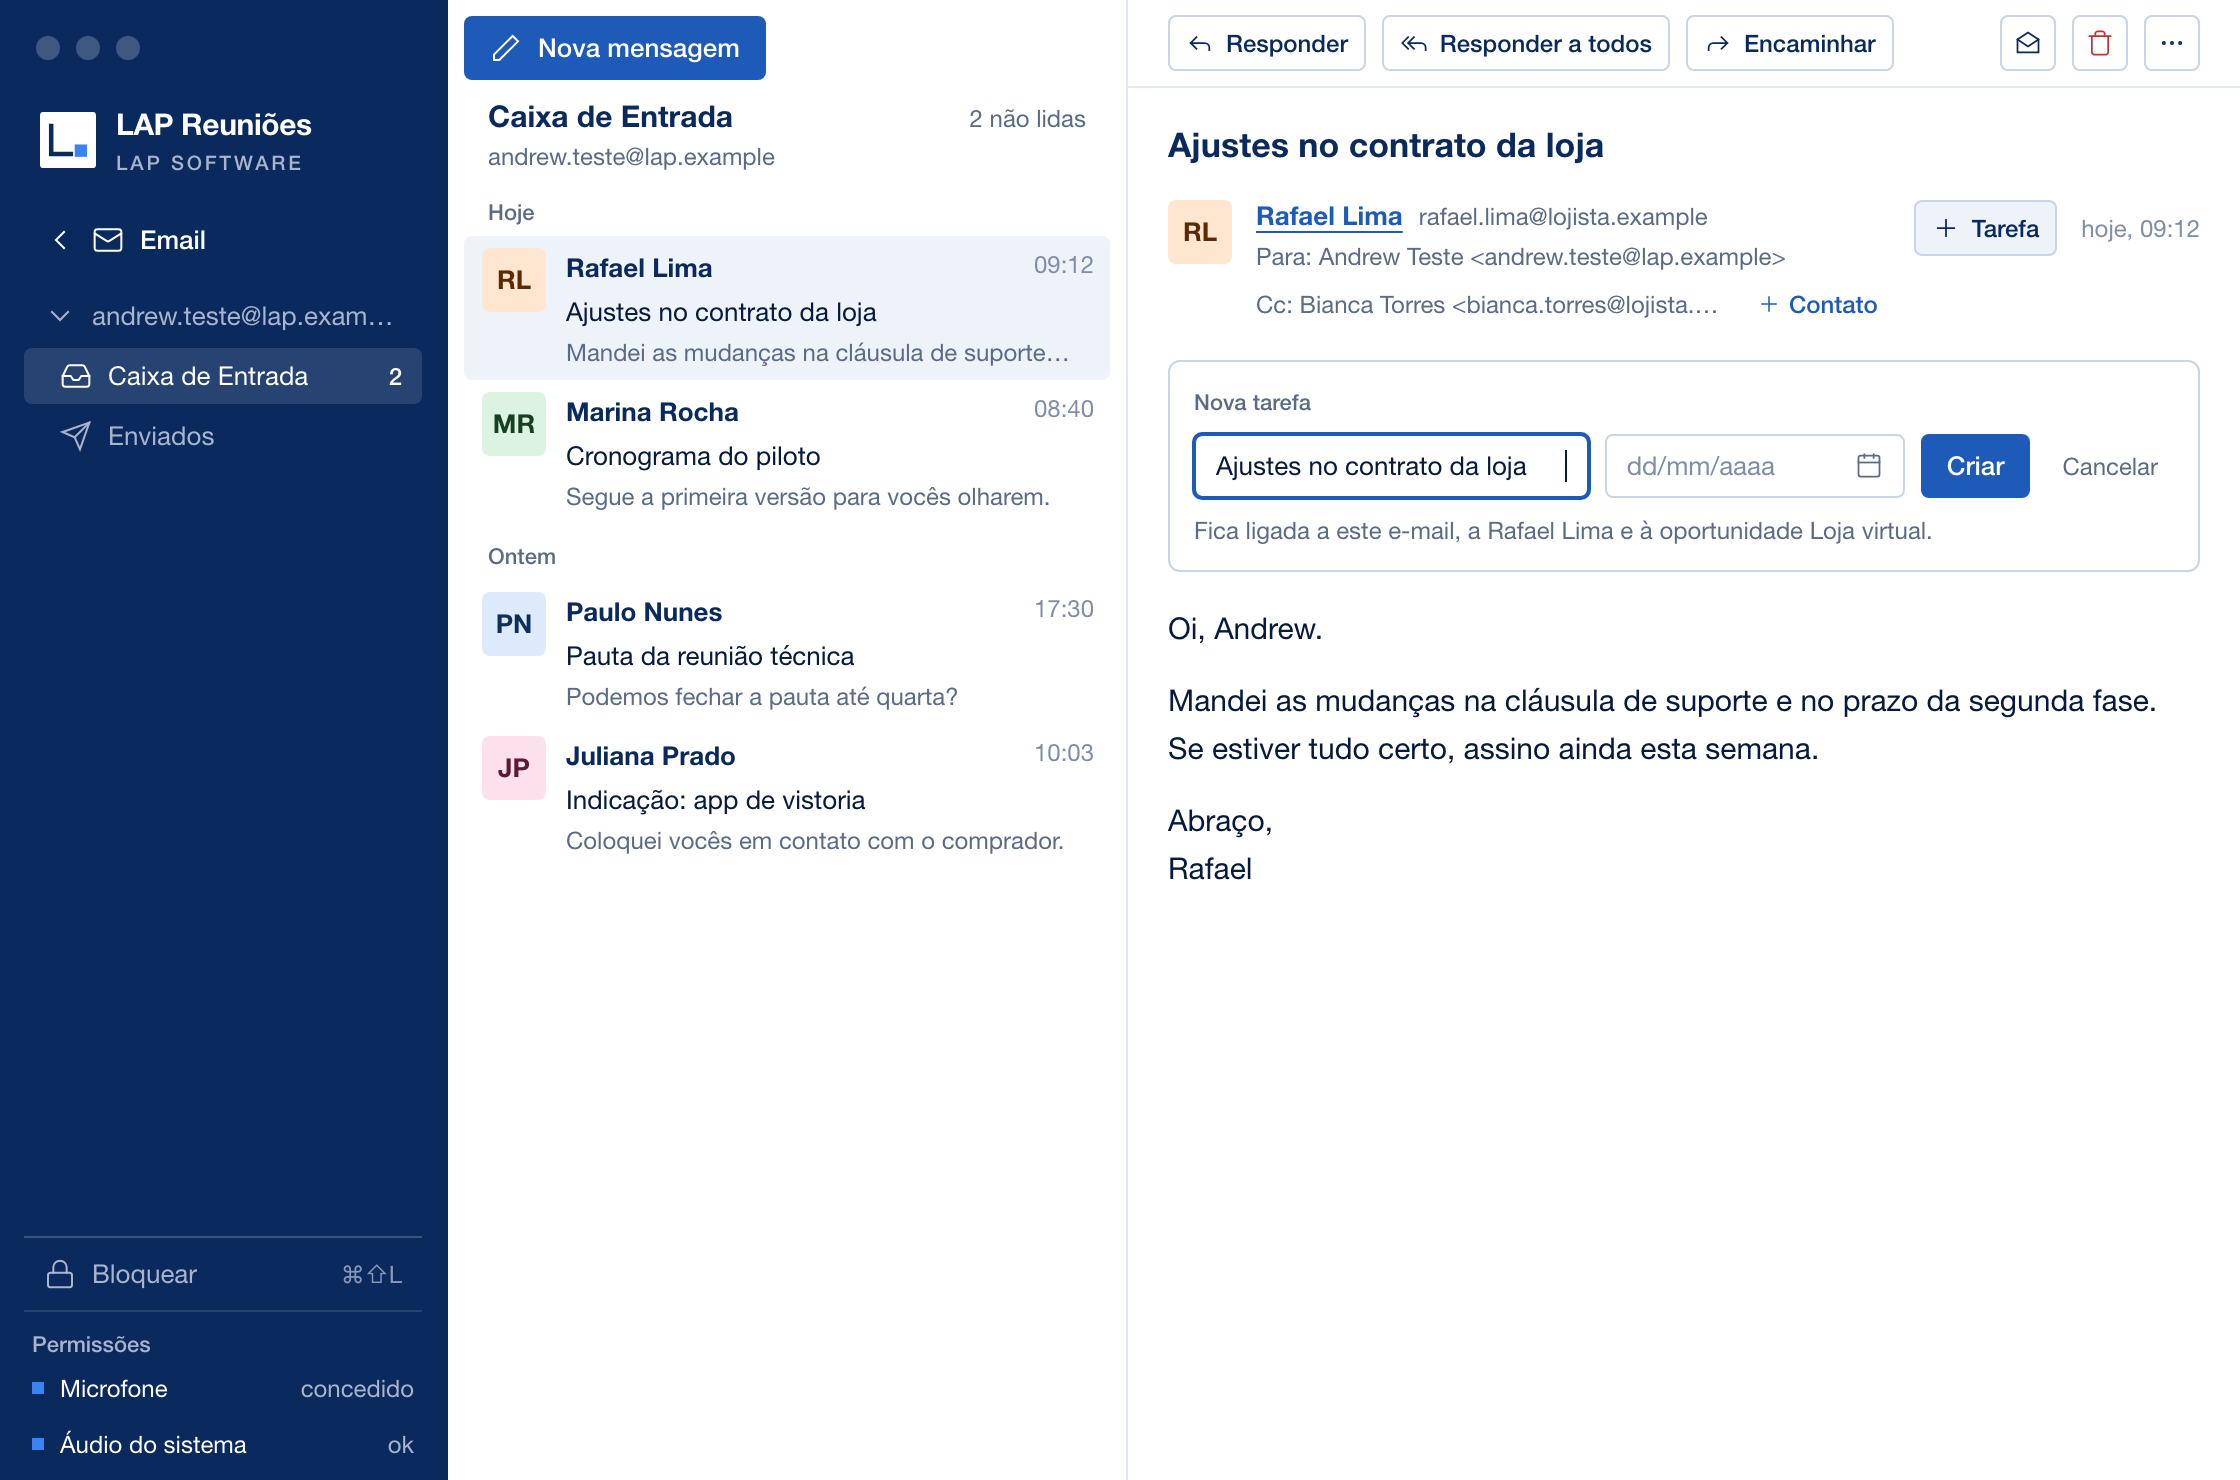 LAP Reuniões
LAP SOFTWARE
Email
andrew.teste@lap.exam…
Caixa de Entrada 2
Enviados
Bloquear ⌘⇧L
Permissões
Microfone concedido
Áudio do sistema ok
Nova mensagem
Caixa de Entrada 2 não lidas
andrew.teste@lap.example
Hoje
RL Rafael Lima 09:12
Ajustes no contrato da loja
Mandei as mudanças na cláusula de suporte…
MR Marina Rocha 08:40
Cronograma do piloto
Segue a primeira versão para vocês olharem.
Ontem
PN Paulo Nunes 17:30
Pauta da reunião técnica
Podemos fechar a pauta até quarta?
JP Juliana Prado 10:03
Indicação: app de vistoria
Coloquei vocês em contato com o comprador.
Responder Responder a todos Encaminhar
Ajustes no contrato da loja
RL Rafael Lima rafael.lima@lojista.example + Tarefa hoje, 09:12
Para: Andrew Teste <andrew.teste@lap.example>
Cc: Bianca Torres <bianca.torres@lojista.… + Contato
Nova tarefa
Ajustes no contrato da loja dd/mm/aaaa Criar Cancelar
Fica ligada a este e-mail, a Rafael Lima e à oportunidade Loja virtual.
Oi, Andrew.
Mandei as mudanças na cláusula de suporte e no prazo da segunda fase.
Se estiver tudo certo, assino ainda esta semana.
Abraço,
Rafael